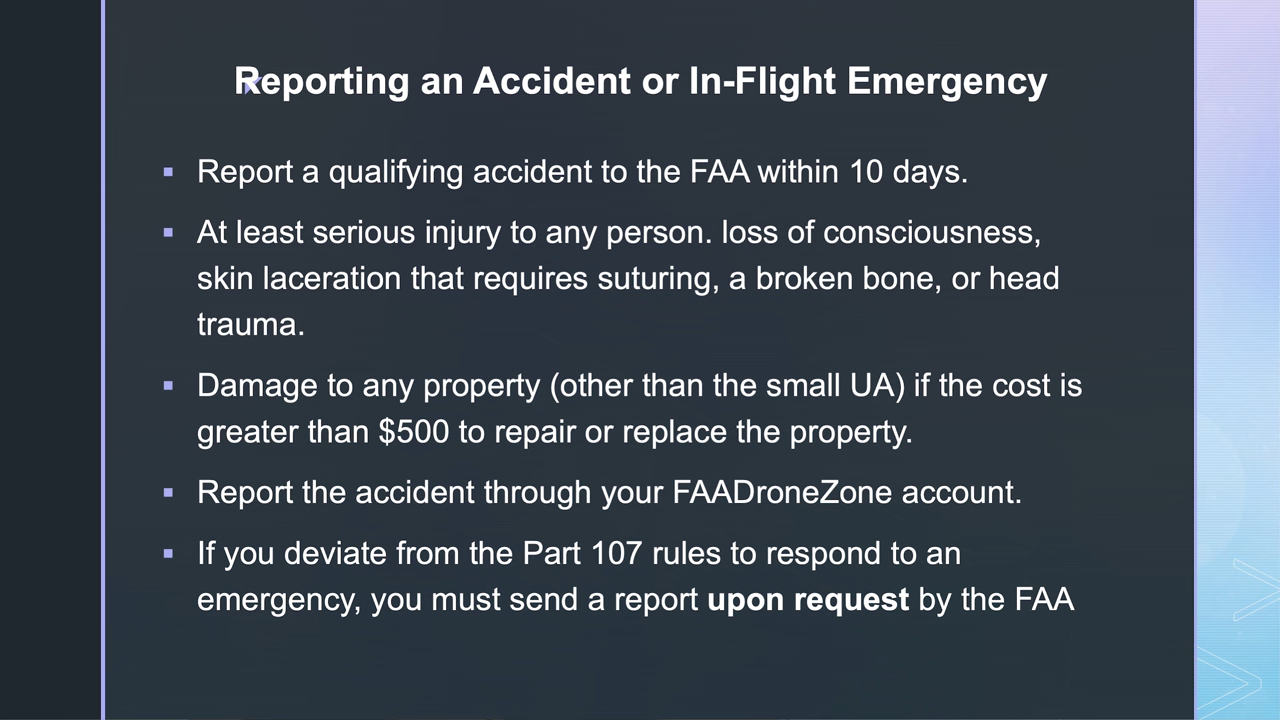 Reporting an Accident or In-Flight Emergency
▪ Report a qualifying accident to the FAA within 10 days.
▪ At least serious injury to any person. loss of consciousness,
skin laceration that requires suturing, a broken bone, or head
trauma.
▪ Damage to any property (other than the small UA) if the cost is
greater than $500 to repair or replace the property.
▪ Report the accident through your FAADroneZone account.
▪ If you deviate from the Part 107 rules to respond to an
emergency, you must send a report upon request by the FAA